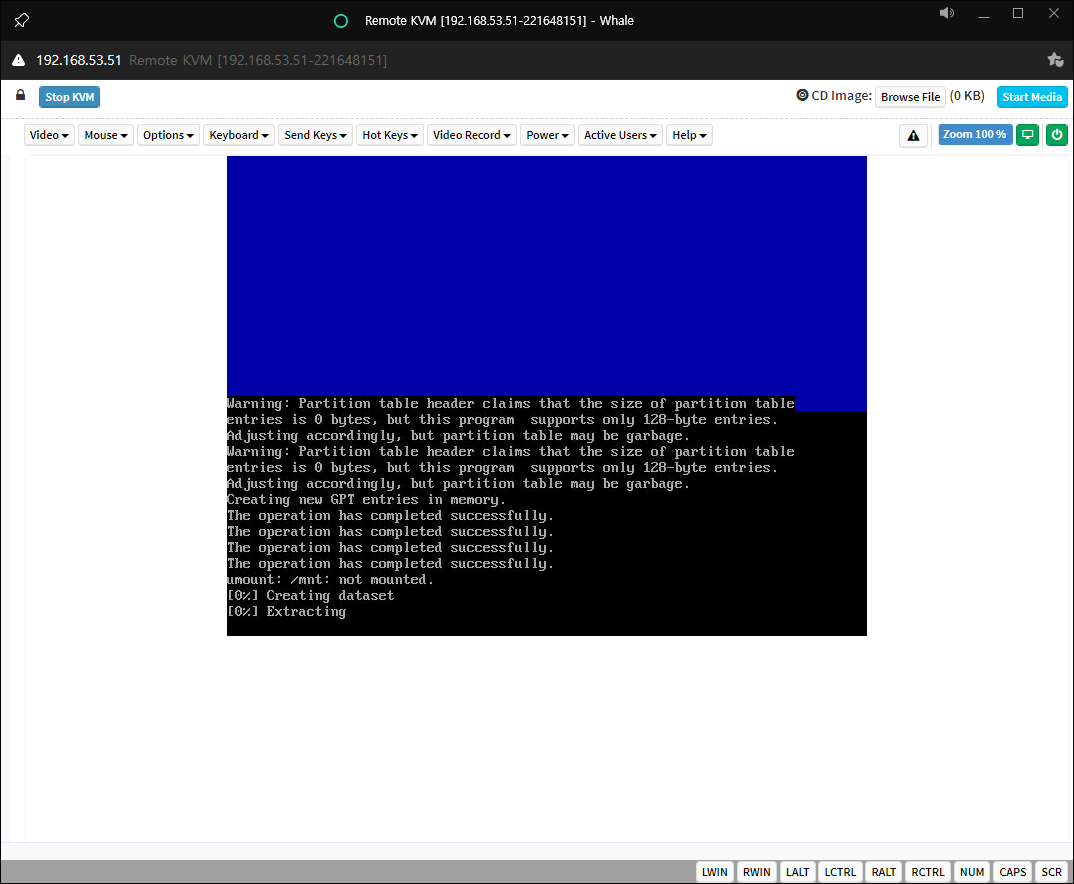 Remote KVM [192.168.53.51-221648151] - Whale
192.168.53.51 Remote KVM [192.168.53.51-221648151]
Stop KVM
CD Image: Browse File (0 KB) Start Media
Video Mouse Options Keyboard Send Keys Hot Keys Video Record Power Active Users Help Zoom 100 %
Warning: Partition table header claims that the size of partition table
entries is 0 bytes, but this program  supports only 128-byte entries.
Adjusting accordingly, but partition table may be garbage.
Warning: Partition table header claims that the size of partition table
entries is 0 bytes, but this program  supports only 128-byte entries.
Adjusting accordingly, but partition table may be garbage.
Creating new GPT entries in memory.
The operation has completed successfully.
The operation has completed successfully.
The operation has completed successfully.
The operation has completed successfully.
umount: /mnt: not mounted.
[0%] Creating dataset
[0%] Extracting
LWIN RWIN LALT LCTRL RALT RCTRL NUM CAPS SCR